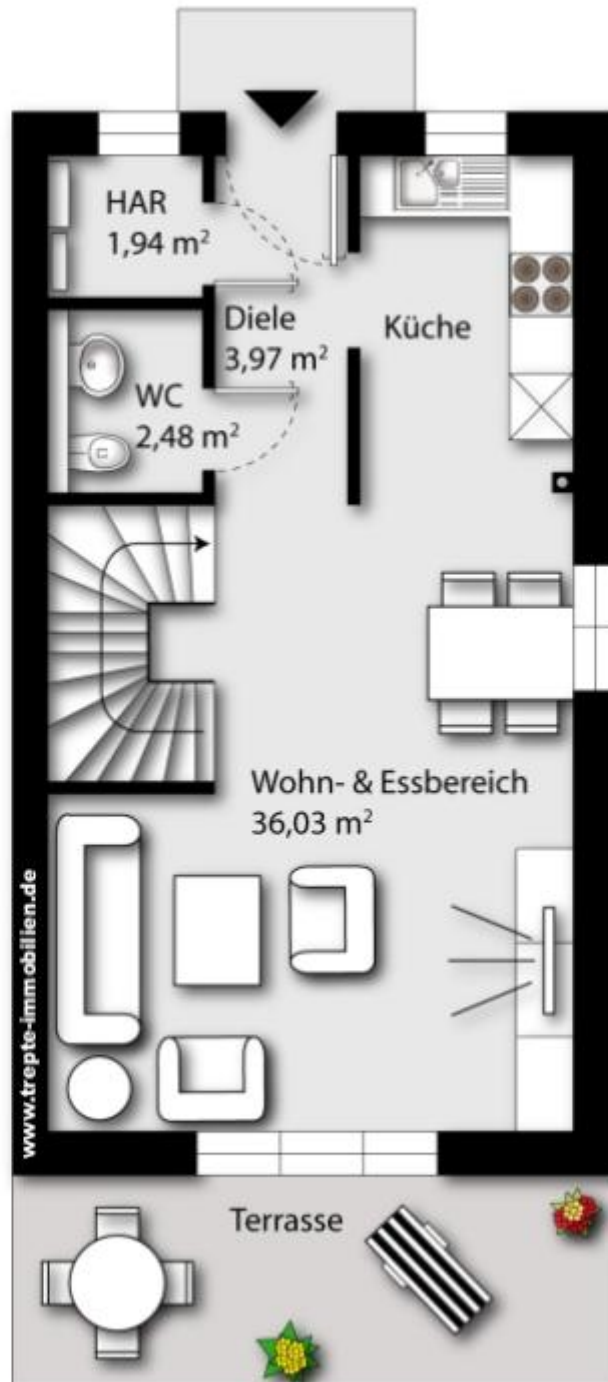 HAR
1,94 m²
Diele
3,97 m²
Küche
WC
2,48 m²
Wohn- & Essbereich
36,03 m²
www.trepte-immobilien.de
Terrasse